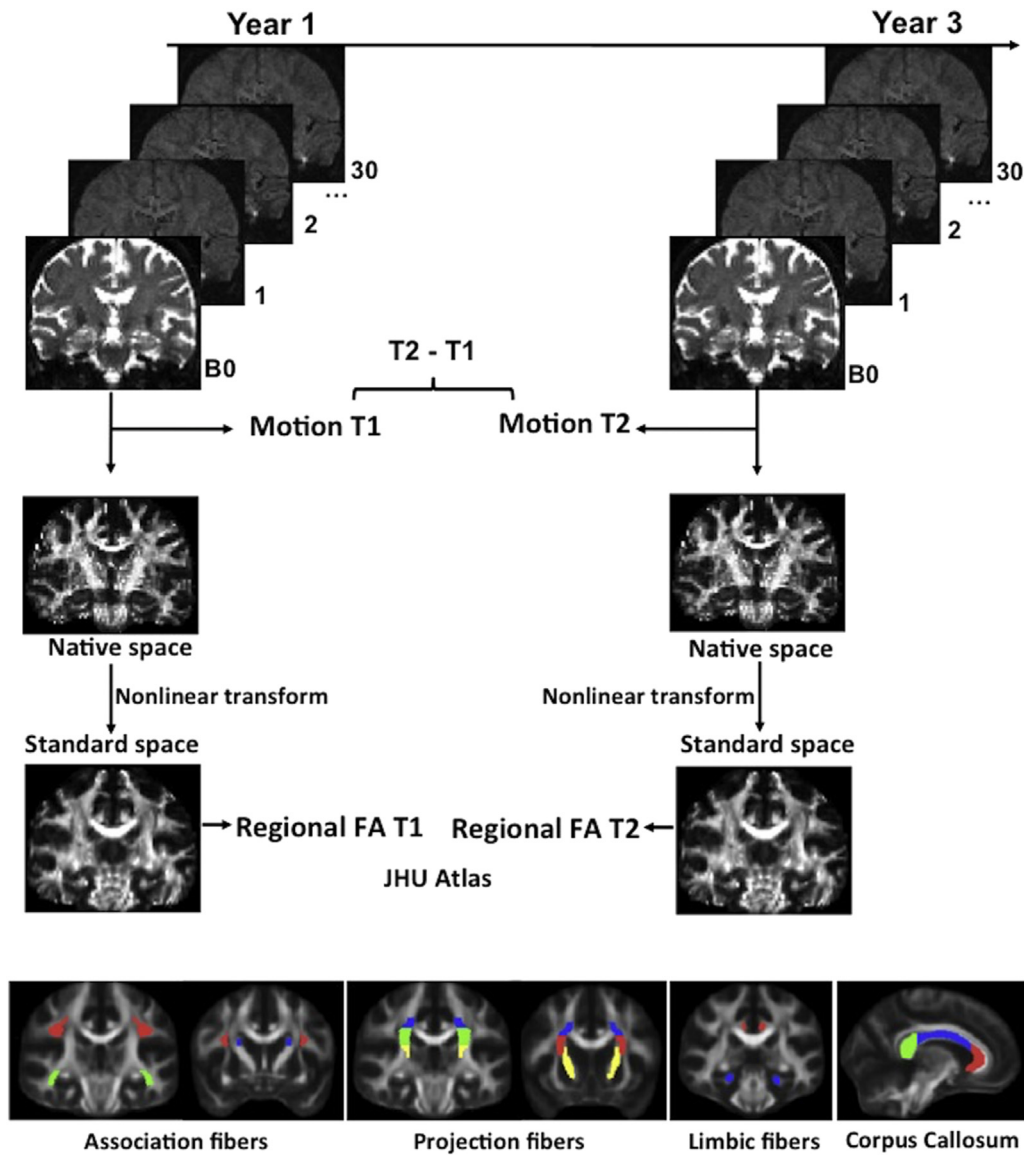 Year 1
Year 3
30
...
2
1
B0
30
...
2
1
B0
T2 - T1
Motion T1
Motion T2
Native space
Native space
Nonlinear transform
Nonlinear transform
Standard space
Standard space
Regional FA T1
Regional FA T2
JHU Atlas
Association fibers
Projection fibers
Limbic fibers
Corpus Callosum